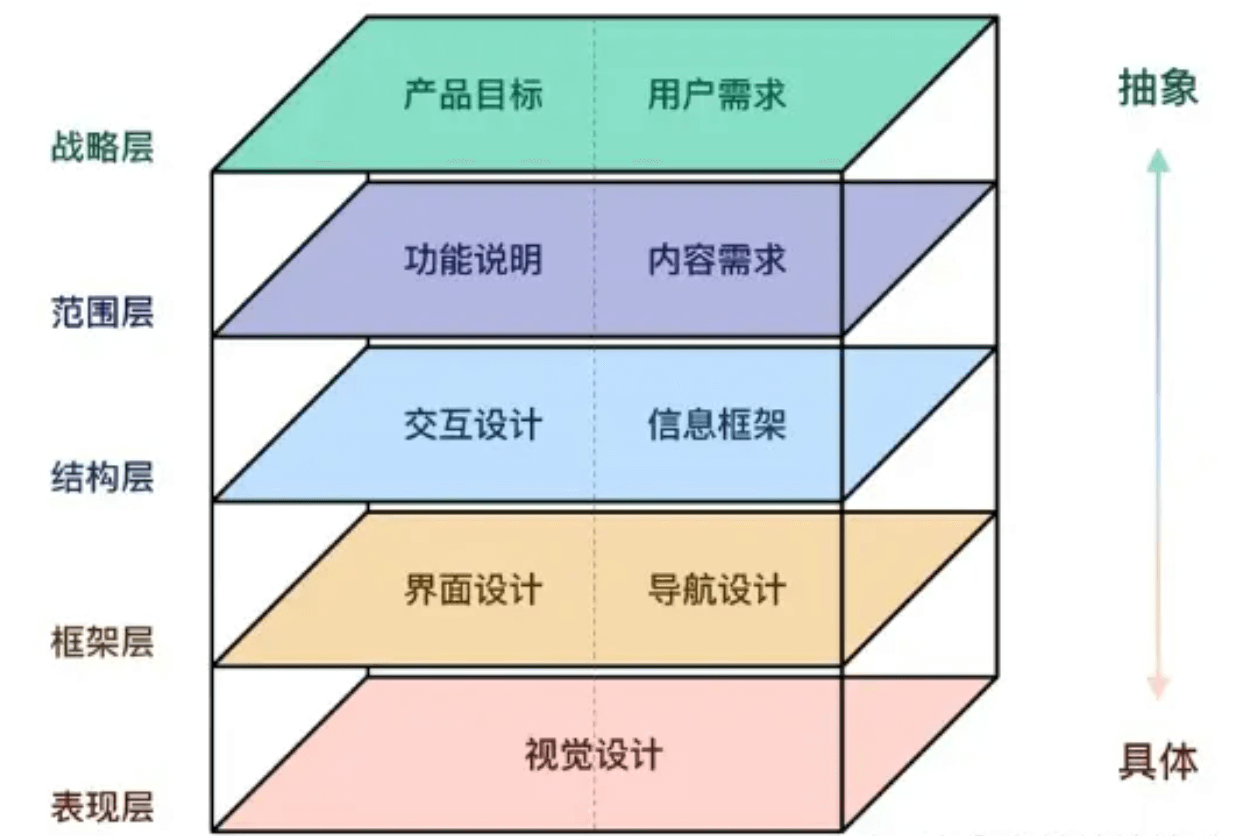 产品目标 用户需求
抽象
战略层
功能说明 内容需求
范围层
交互设计 信息框架
结构层
界面设计 导航设计
框架层
视觉设计
具体
表现层